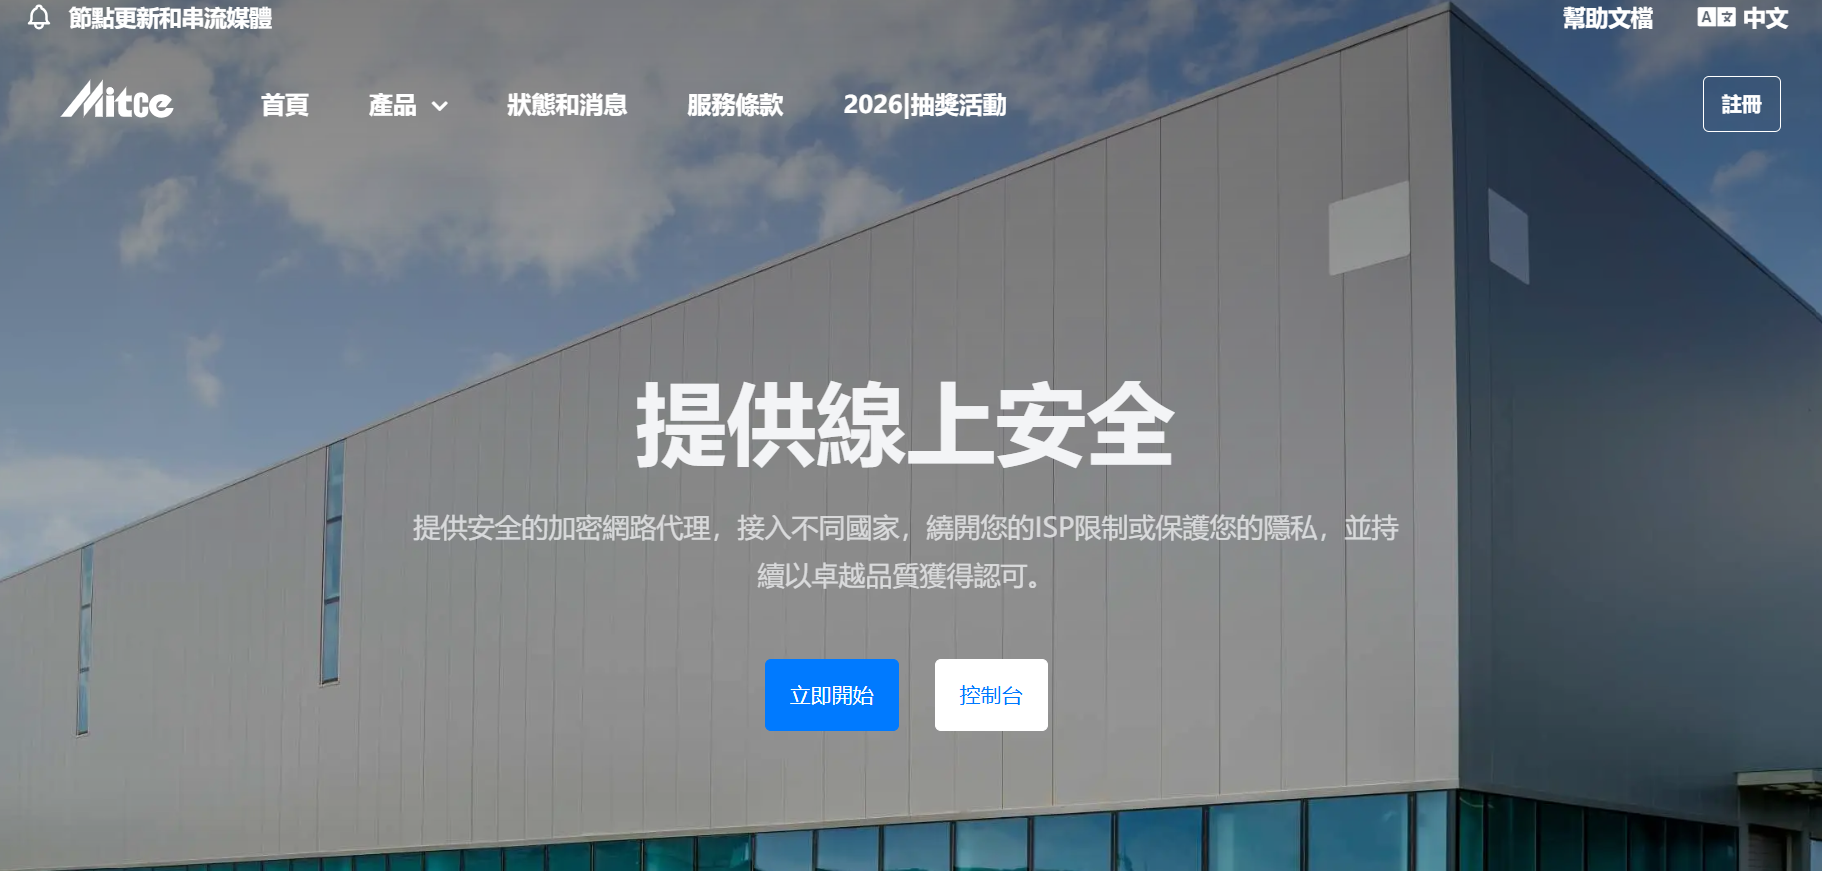 節點更新和串流媒體
幫助文檔
中文
Mitce
首頁
產品
狀態和消息
服務條款
2026|抽獎活動
註冊
提供線上安全
提供安全的加密網路代理，接入不同國家，繞開您的ISP限制或保護您的隱私，並持
續以卓越品質獲得認可。
立即開始
控制台